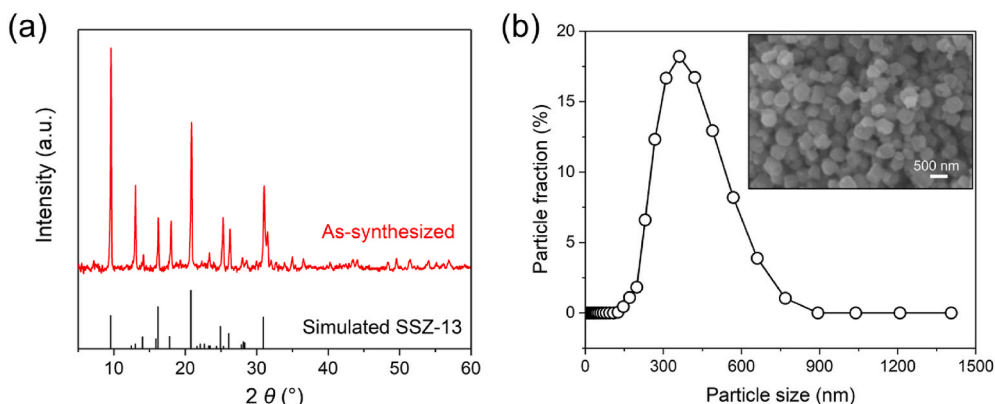 (a)
Intensity (a.u.)
As-synthesized
Simulated SSZ-13
10 20 30 40 50 60
2 θ (°)
(b)
Particle fraction (%)
20
15
10
5
0
500 nm
0 300 600 900 1200 1500
Particle size (nm)